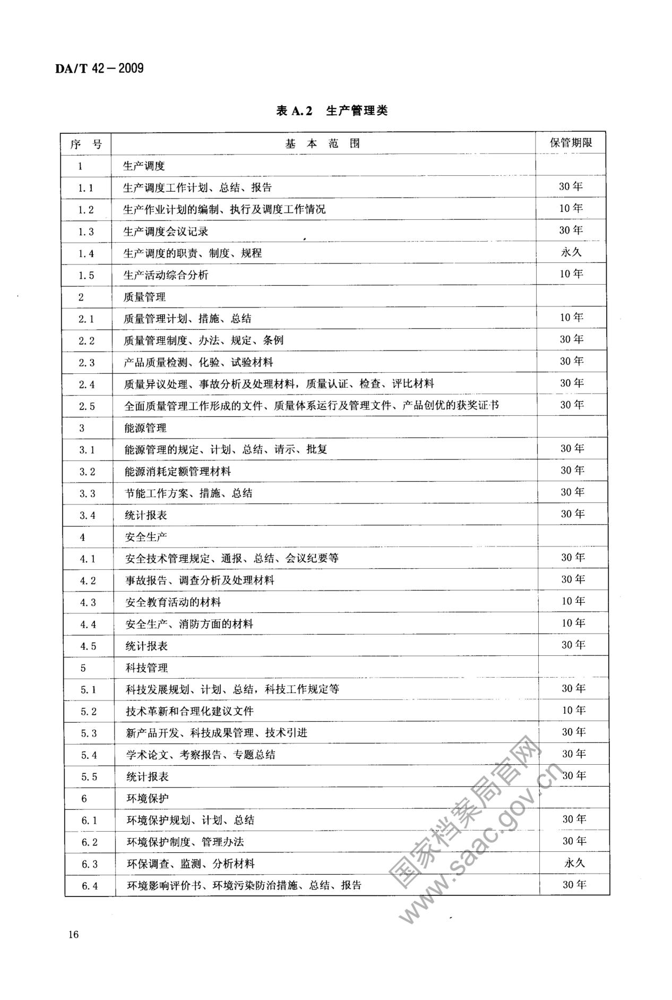 DA/T 42－2009
表 A.2 生产管理类
序 号 基 本 范 围 保管期限
1 生产调度
1.1 生产调度工作计划、总结、报告 30年
1.2 生产作业计划的编制、执行及调度工作情况 10年
1.3 生产调度会议记录 30年
1.4 生产调度的职责、制度、规程 永久
1.5 生产活动综合分析 10年
2 质量管理
2.1 质量管理计划、措施、总结 10年
2.2 质量管理制度、办法、规定、条例 30年
2.3 产品质量检测、化验、试验材料 30年
2.4 质量异议处理、事故分析及处理材料，质量认证、检查、评比材料 30年
2.5 全面质量管理工作形成的文件、质量体系运行及管理文件、产品创优的获奖证书 30年
3 能源管理
3.1 能源管理的规定、计划、总结、请示、批复 30年
3.2 能源消耗定额管理材料 30年
3.3 节能工作方案、措施、总结 30年
3.4 统计报表 30年
4 安全生产
4.1 安全技术管理规定、通报、总结、会议纪要等 30年
4.2 事故报告、调查分析及处理材料 30年
4.3 安全教育活动的材料 10年
4.4 安全生产、消防方面的材料 10年
4.5 统计报表 30年
5 科技管理
5.1 科技发展规划、计划、总结，科技工作规定等 30年
5.2 技术革新和合理化建议文件 10年
5.3 新产品开发、科技成果管理、技术引进 30年
5.4 学术论文、考察报告、专题总结 30年
5.5 统计报表 30年
6 环境保护
6.1 环境保护规划、计划、总结 30年
6.2 环境保护制度、管理办法 30年
6.3 环保调查、监测、分析材料 永久
6.4 环境影响评价书、环境污染防治措施、总结、报告 30年
国家档案局官网
www.saac.gov.cn
16